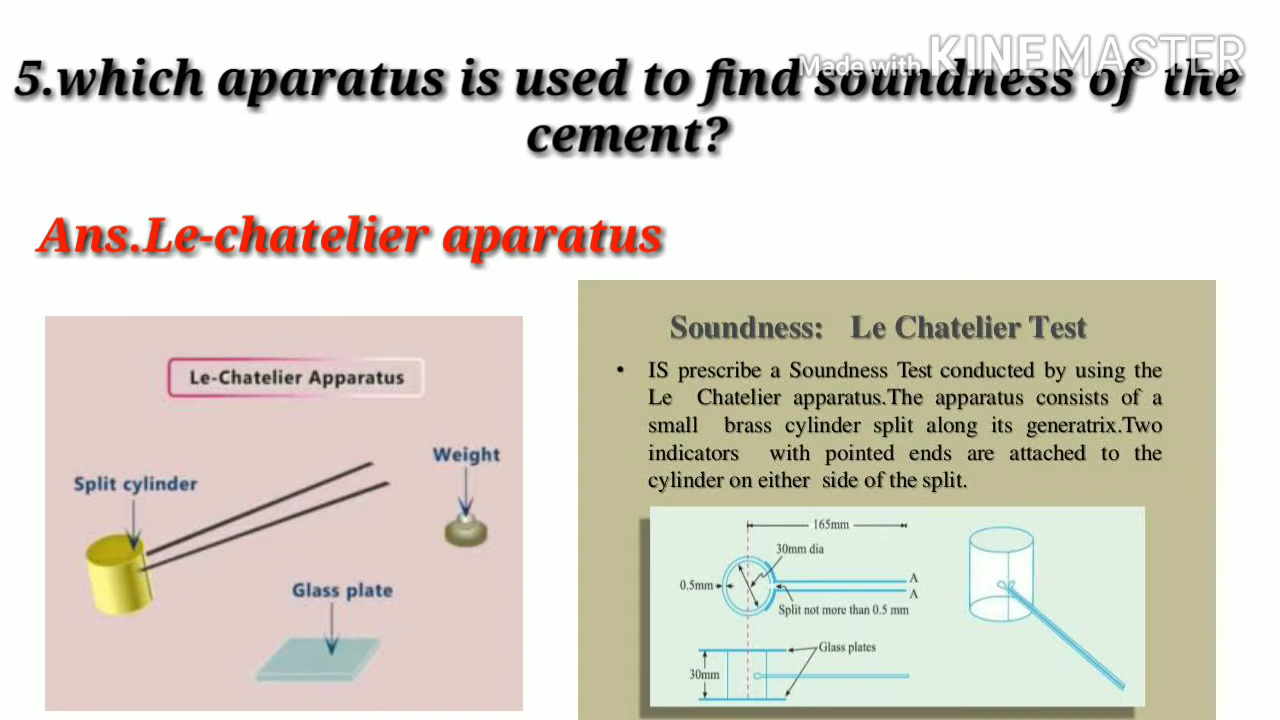 Made with KINEMASTER
5.which aparatus is used to find soundness of the
cement?
Ans.Le-chatelier aparatus
Le-Chatelier Apparatus
Weight
Split cylinder
Glass plate
Soundness: Le Chatelier Test
• IS prescribe a Soundness Test conducted by using the
Le Chatelier apparatus.The apparatus consists of a
small brass cylinder split along its generatrix.Two
indicators with pointed ends are attached to the
cylinder on either side of the split.
165mm
30mm dia
0.5mm
A
A
Split not more than 0.5 mm
Glass plates
30mm